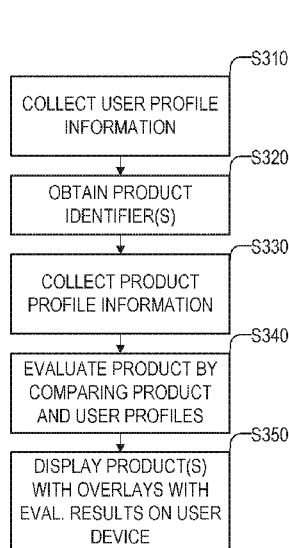 S310
COLLECT USER PROFILE
INFORMATION
S320
OBTAIN PRODUCT
IDENTIFIER(S)
S330
COLLECT PRODUCT
PROFILE INFORMATION
S340
EVALUATE PRODUCT BY
COMPARING PRODUCT
AND USER PROFILES
S350
DISPLAY PRODUCT(S)
WITH OVERLAYS WITH
EVAL. RESULTS ON USER
DEVICE